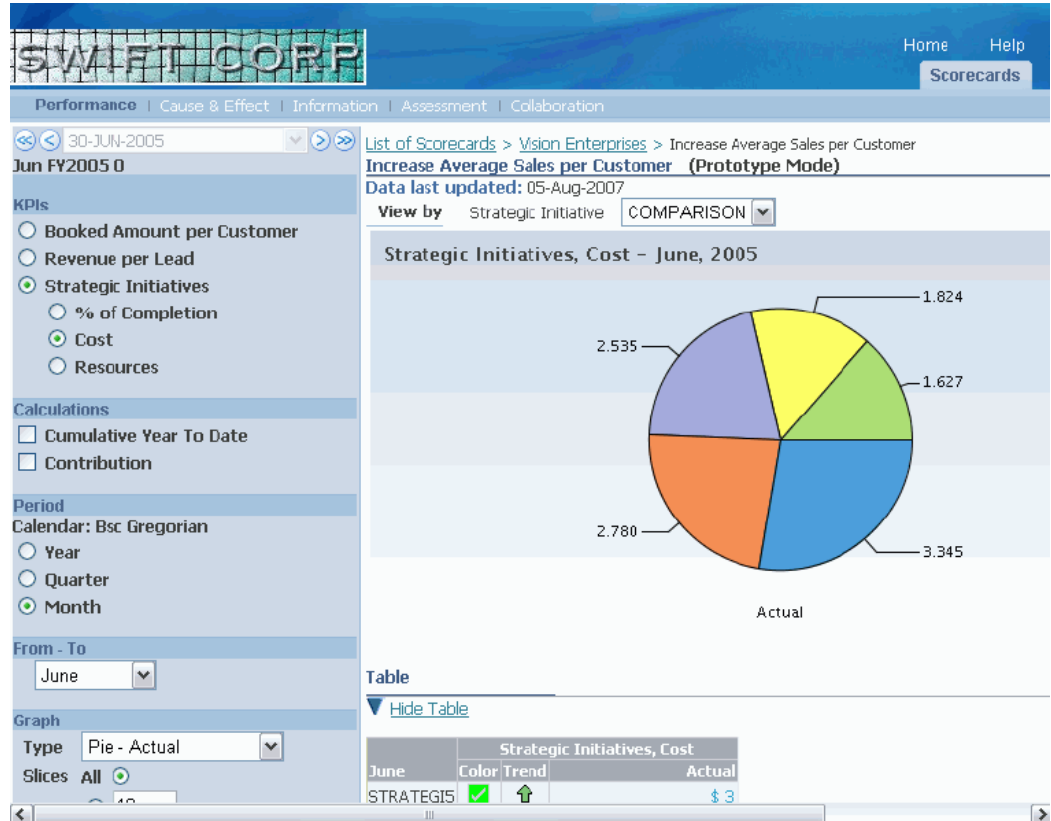 SWIFT CORP
Home Help
Scorecards
Performance | Cause & Effect | Information | Assessment | Collaboration
30-JUN-2005
Jun FY2005 0
KPIs
Booked Amount per Customer
Revenue per Lead
Strategic Initiatives
% of Completion
Cost
Resources
Calculations
Cumulative Year To Date
Contribution
Period
Calendar: Bsc Gregorian
Year
Quarter
Month
From - To
June
Graph
Type Pie - Actual
Slices All
List of Scorecards > Vision Enterprises > Increase Average Sales per Customer
Increase Average Sales per Customer (Prototype Mode)
Data last updated: 05-Aug-2007
View by Strategic Initiative COMPARISON
Strategic Initiatives, Cost - June, 2005
1.824
2.535
1.627
2.780
3.345
Actual
Table
Hide Table
Strategic Initiatives, Cost
June Color Trend Actual
STRATEGI5 $ 3